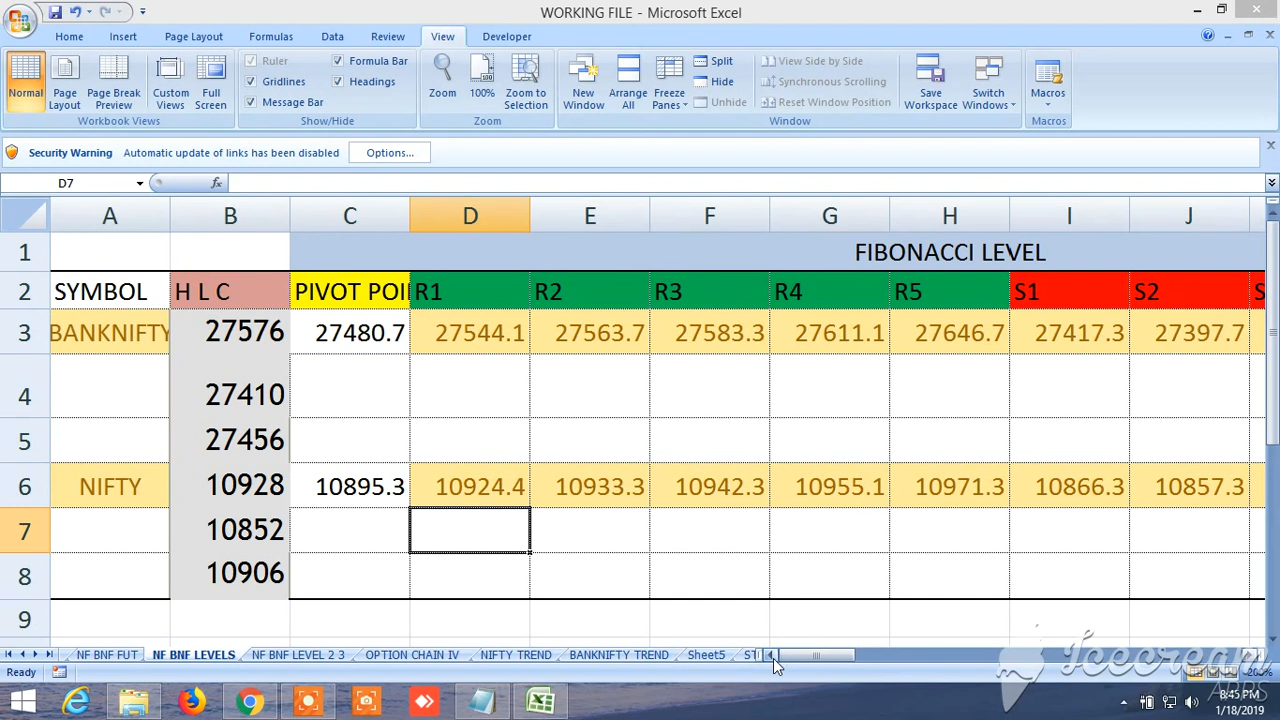 WORKING FILE - Microsoft Excel
Home Insert Page Layout Formulas Data Review View Developer
Normal Page Layout Page Break Preview Custom Views Full Screen
Workbook Views
Ruler Formula Bar
Gridlines Headings
Message Bar
Show/Hide
Zoom 100% Zoom to Selection
Zoom
New Window Arrange All Freeze Panes
Split
Hide
Unhide
View Side by Side
Synchronous Scrolling
Reset Window Position
Save Workspace Switch Windows
Window
Macros
Macros
Security Warning Automatic update of links has been disabled Options...
D7 fx
A B C D E F G H I J
1 FIBONACCI LEVEL
2 SYMBOL H L C PIVOT POI R1 R2 R3 R4 R5 S1 S2 S
3 BANKNIFTY 27576 27480.7 27544.1 27563.7 27583.3 27611.1 27646.7 27417.3 27397.7
4 27410
5 27456
6 NIFTY 10928 10895.3 10924.4 10933.3 10942.3 10955.1 10971.3 10866.3 10857.3
7 10852
8 10906
9
NF BNF FUT NF BNF LEVELS NF BNF LEVEL 2 3 OPTION CHAIN IV NIFTY TREND BANKNIFTY TREND Sheet5 ST
Ready 200%
Icecream
APPS
8:45 PM
1/18/2019